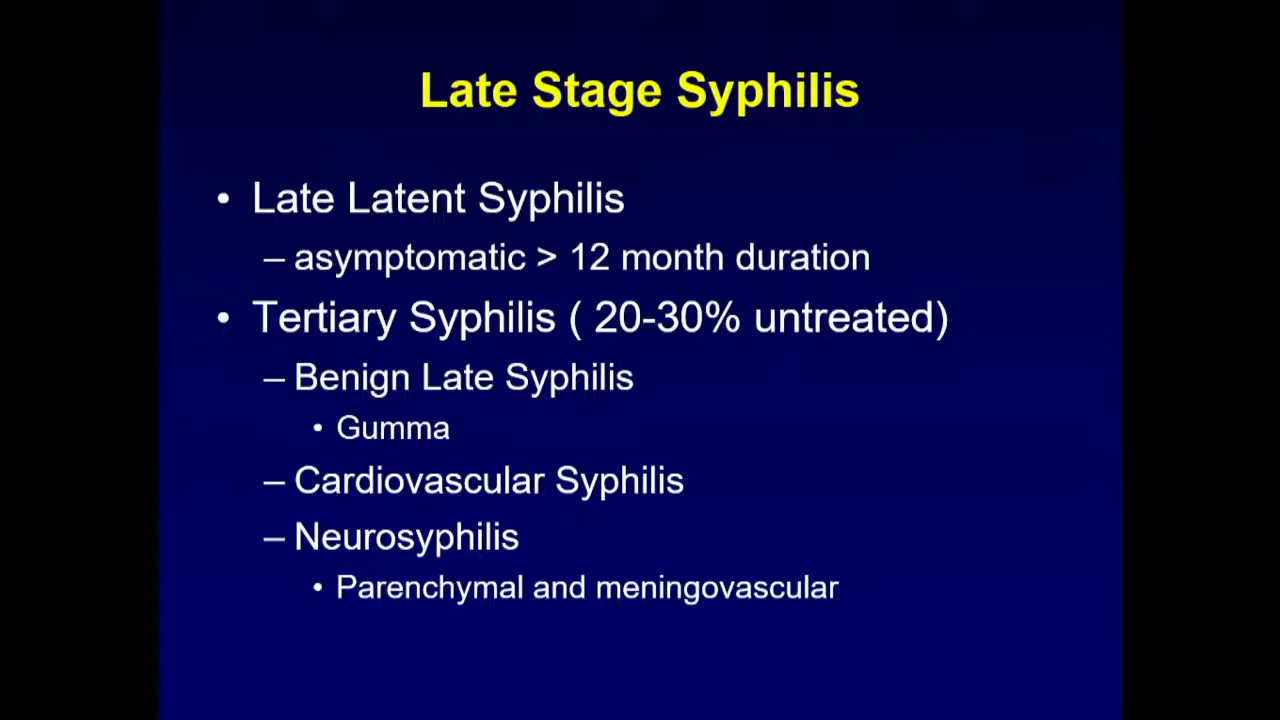 Late Stage Syphilis
• Late Latent Syphilis
– asymptomatic > 12 month duration
• Tertiary Syphilis ( 20-30% untreated)
– Benign Late Syphilis
• Gumma
– Cardiovascular Syphilis
– Neurosyphilis
• Parenchymal and meningovascular